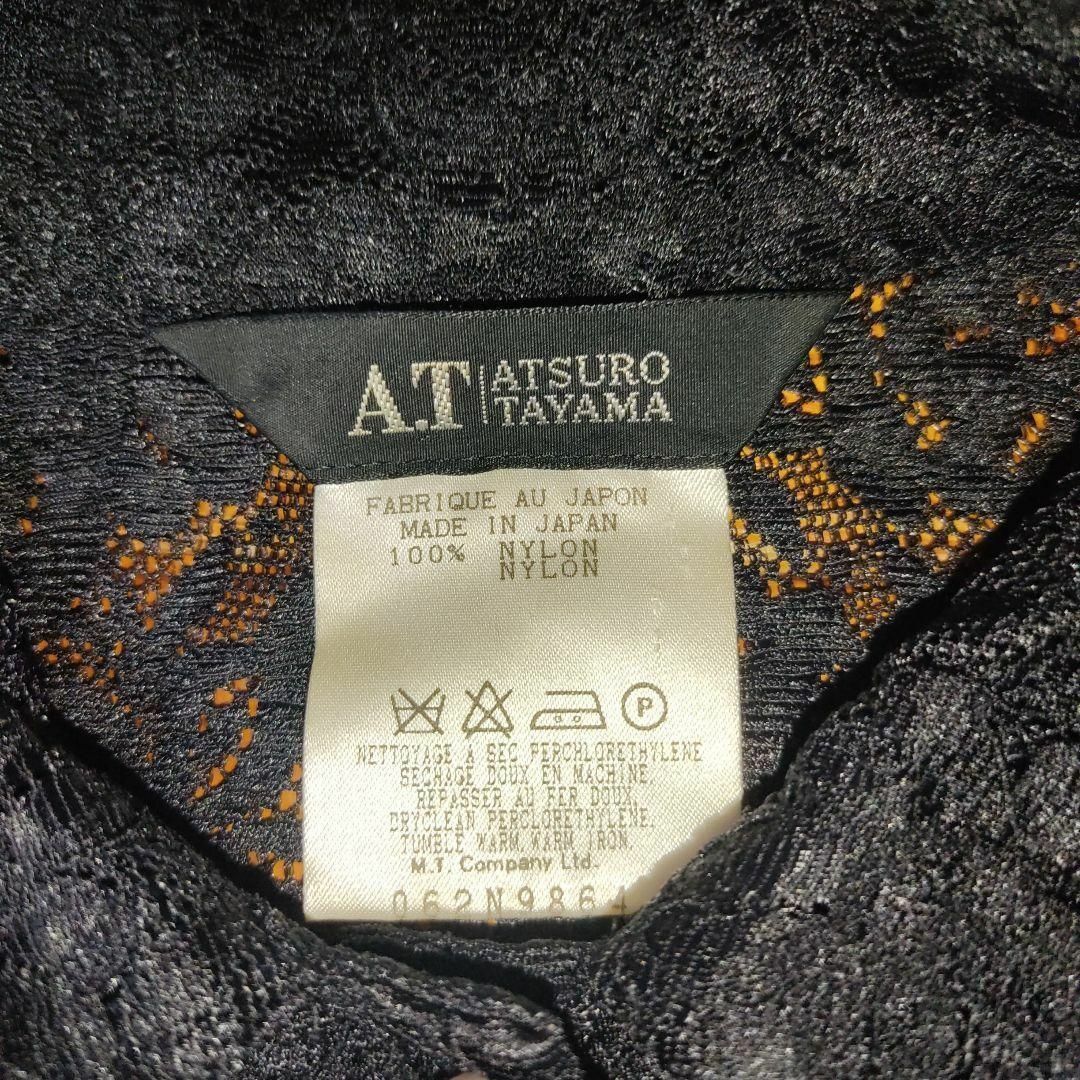 A.T ATSURO
TAYAMA
FABRIQUE AU JAPON
MADE IN JAPAN
100% NYLON
NYLON
P
NETTOYAGE A SEC PERCHLORETHYLENE
SECHAGE DOUX EN MACHINE.
REPASSER AU FER DOUX.
DRYCLEAN PERCLORETHYLENE.
TUMBLE WARM, WARM IRON.
M.T. Company Ltd.
062N9864